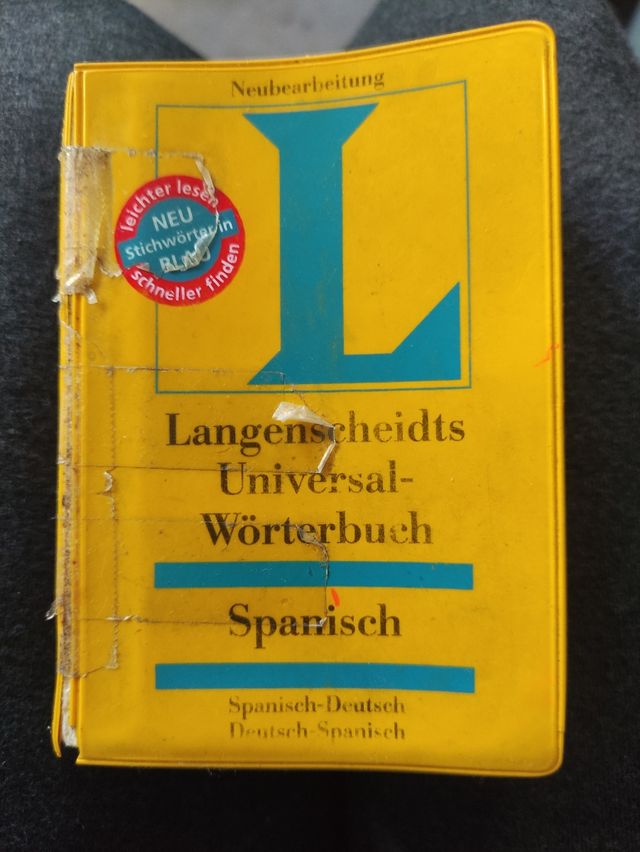 Neubearbeitung
L
leichter lesen
NEU
Stichwörter in
BLAU
schneller finden
Langenscheidts
Universal-
Wörterbuch
Spanisch
Spanisch-Deutsch
Deutsch-Spanisch